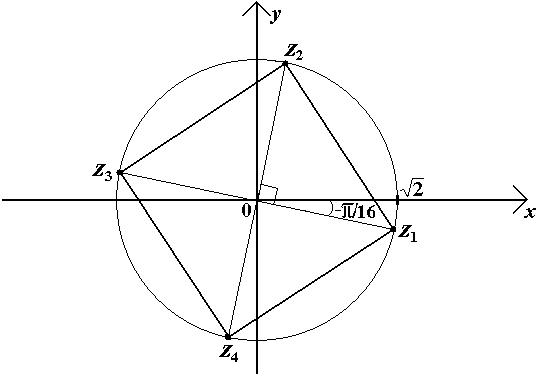 y
z₂
z₃
√2
0
-π/16
x
z₁
z₄